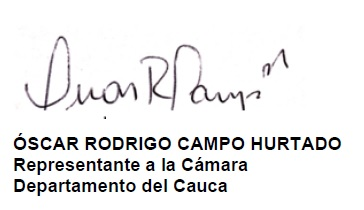 ÓSCAR RODRIGO CAMPO HURTADO
Representante a la Cámara
Departamento del Cauca